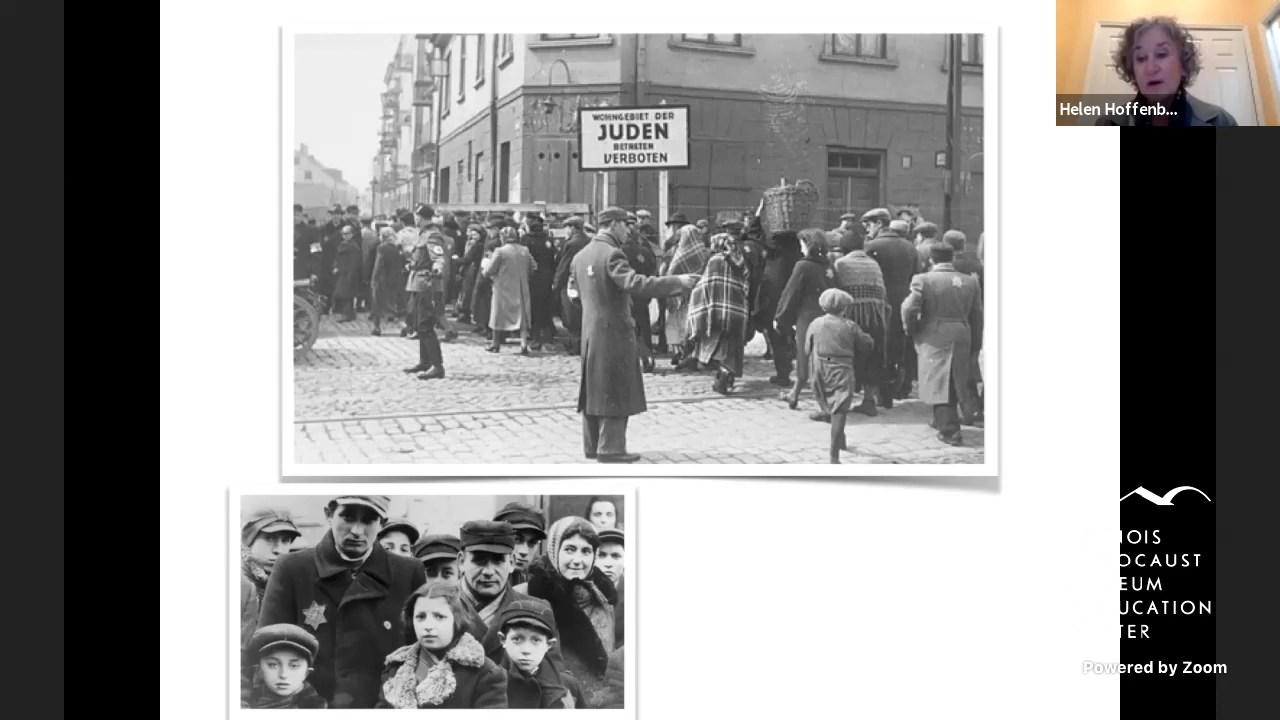 WOHNGEBIET DER
JUDEN
BETRETEN
VERBOTEN
Helen Hoffenb...
NOIS
OCAUST
EUM
UCATION
TER
Powered by Zoom